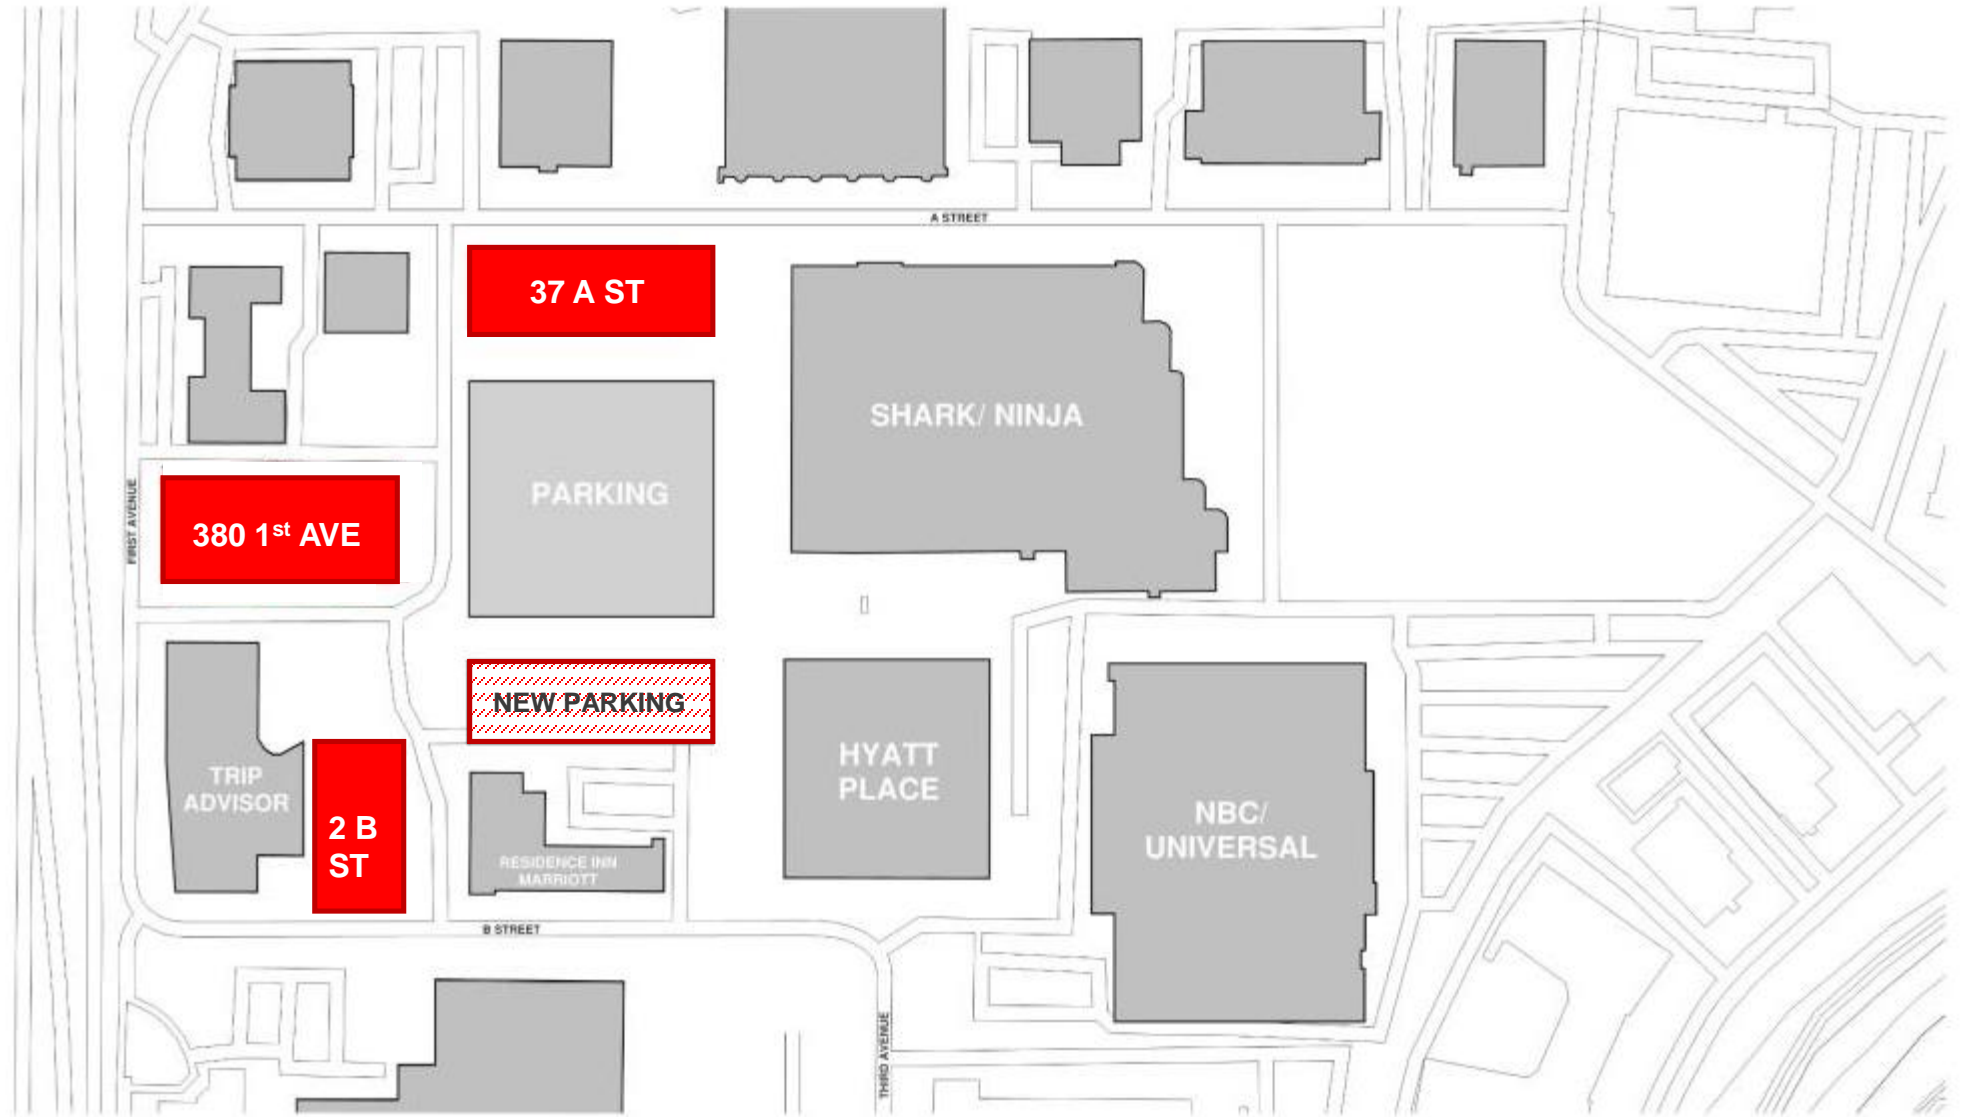 A STREET
37 A ST
SHARK/ NINJA
PARKING
FIRST AVENUE
380 1st AVE
NEW PARKING
TRIP
ADVISOR
2 B
ST
HYATT
PLACE
NBC/
UNIVERSAL
RESIDENCE INN
MARRIOTT
B STREET
THIRD AVENUE